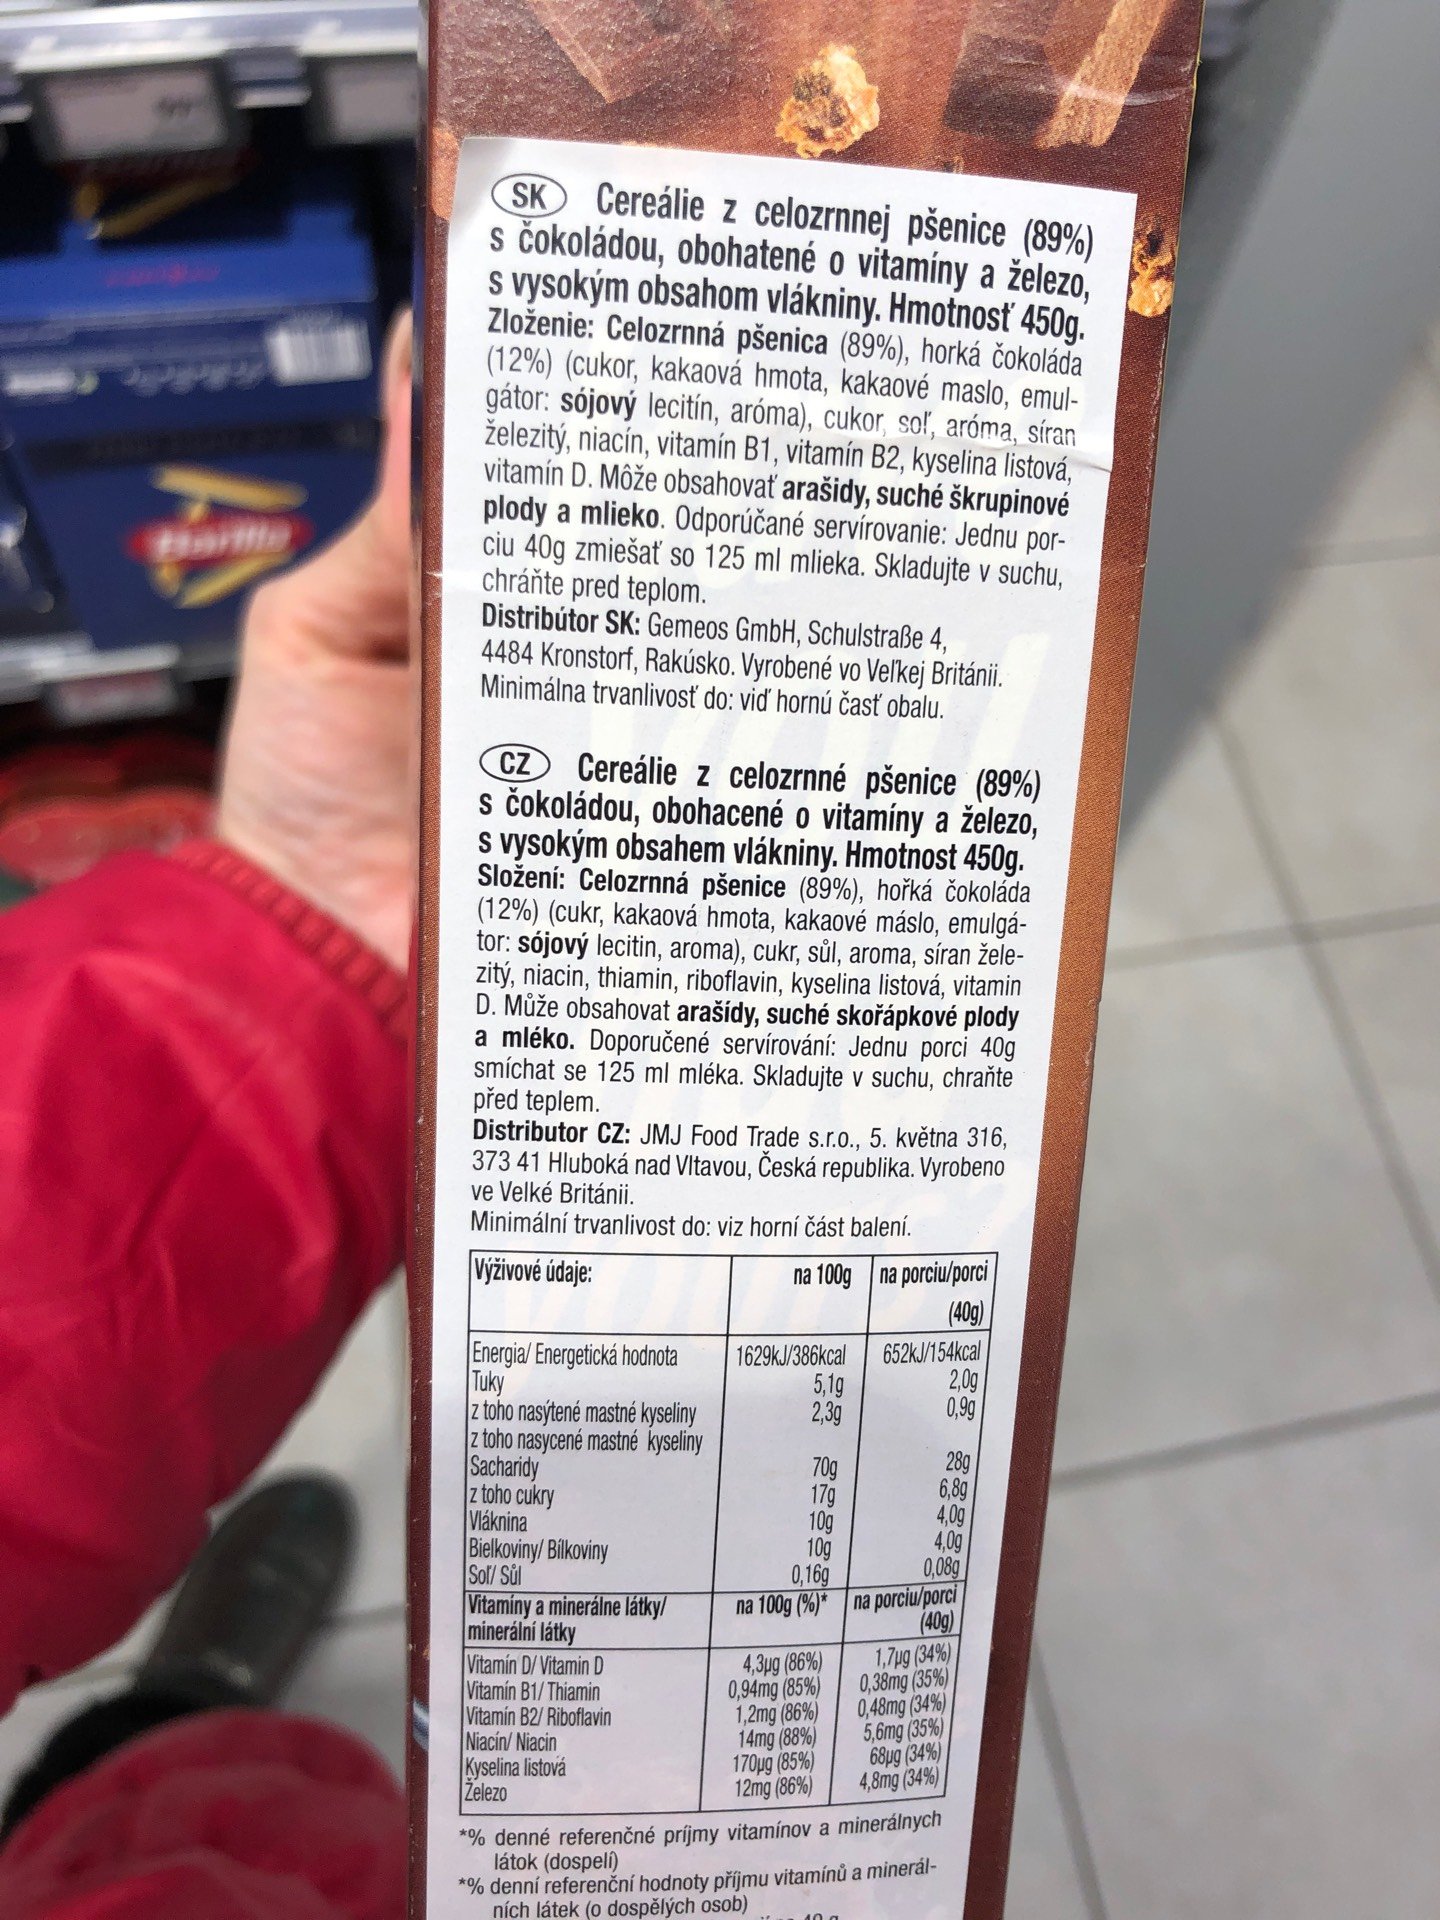 SK Cereálie z celozrnnej pšenice (89%)
s čokoládou, obohatené o vitamíny a železo,
s vysokým obsahom vlákniny. Hmotnosť 450g.
Zloženie: Celozrnná pšenica (89%), horká čokoláda
(12%) (cukor, kakaová hmota, kakaové maslo, emul-
gátor: sójový lecitín, aróma), cukor, soľ, aróma, síran
železitý, niacín, vitamín B1, vitamín B2, kyselina listová,
vitamín D. Môže obsahovať arašidy, suché škrupinové
plody a mlieko. Odporúčané servírovanie: Jednu por-
ciu 40g zmiešať so 125 ml mlieka. Skladujte v suchu,
chráňte pred teplom.
Distribútor SK: Gemeos GmbH, Schulstraße 4,
4484 Kronstorf, Rakúsko. Vyrobené vo Veľkej Británii.
Minimálna trvanlivosť do: viď hornú časť obalu.
CZ Cereálie z celozrnné pšenice (89%)
s čokoládou, obohacené o vitamíny a železo,
s vysokým obsahem vlákniny. Hmotnost 450g.
Složení: Celozrnná pšenice (89%), hořká čokoláda
(12%) (cukr, kakaová hmota, kakaové máslo, emulgá-
tor: sójový lecitin, aroma), cukr, sůl, aroma, síran žele-
zitý, niacin, thiamin, riboflavin, kyselina listová, vitamin
D. Může obsahovat arašídy, suché skořápkové plody
a mléko. Doporučené servírování: Jednu porci 40g
smíchat se 125 ml mléka. Skladujte v suchu, chraňte
před teplem.
Distributor CZ: JMJ Food Trade s.r.o., 5. května 316,
373 41 Hluboká nad Vltavou, Česká republika. Vyrobeno
ve Velké Británii.
Minimální trvanlivost do: viz horní část balení.
Výživové údaje: na 100g na porciu/porci
(40g)
Energia/ Energetická hodnota 1629kJ/386kcal 652kJ/154kcal
Tuky 5,1g 2,0g
z toho nasýtené mastné kyseliny 2,3g 0,9g
z toho nasycené mastné kyseliny
Sacharidy 70g 28g
z toho cukry 17g 6,8g
Vláknina 10g 4,0g
Bielkoviny/ Bílkoviny 10g 4,0g
Soľ/ Sůl 0,16g 0,08g
Vitamíny a minerálne látky/ na 100g (%)* na porciu/porci
minerální látky (40g)
Vitamín D/ Vitamin D 4,3µg (86%) 1,7µg (34%)
Vitamín B1/ Thiamin 0,94mg (85%) 0,38mg (35%)
Vitamín B2/ Riboflavin 1,2mg (86%) 0,48mg (34%)
Niacín/ Niacin 14mg (88%) 5,6mg (35%)
Kyselina listová 170µg (85%) 68µg (34%)
Železo 12mg (86%) 4,8mg (34%)
*% denné referenčné príjmy vitamínov a minerálnych
látok (dospelí)
*% denní referenční hodnoty příjmu vitamínů a minerál-
ních látek (o dospělých osob)
Barilla